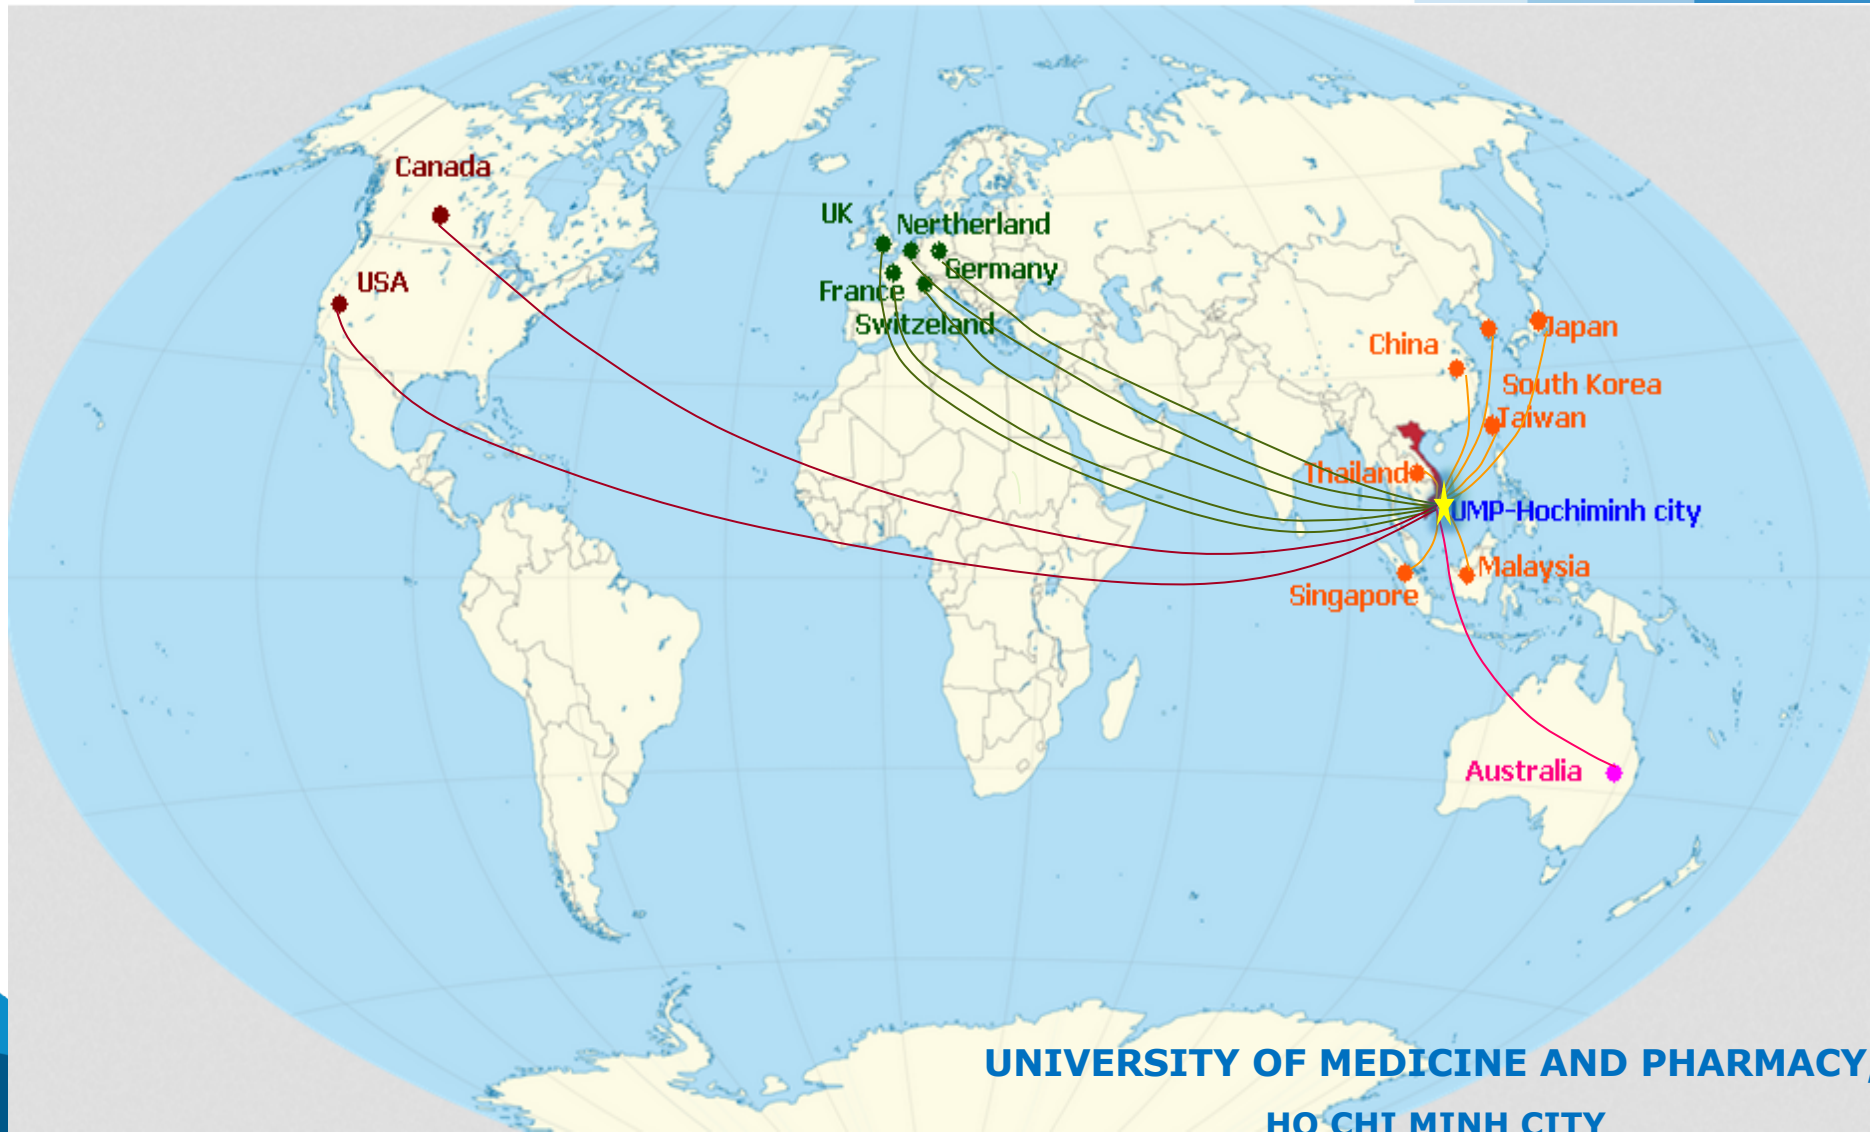 Canada
UK
Nertherland
Germany
USA
France
Switzeland
Japan
China
South Korea
Taiwan
Thailand
UMP-Hochiminh city
Malaysia
Singapore
Australia
UNIVERSITY OF MEDICINE AND PHARMACY,
HO CHI MINH CITY